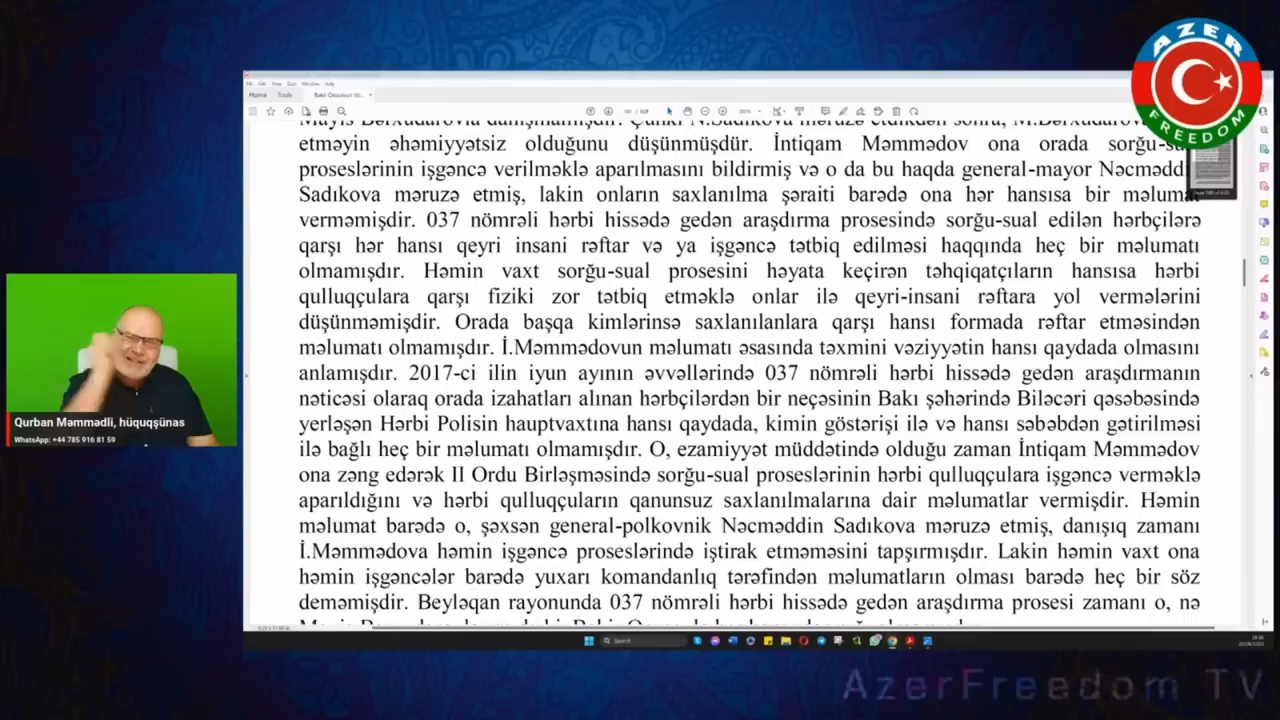 AZER
FREEDOM
File Edit View Sign Window Help
Home Tools
etməyin əhəmiyyətsiz olduğunu düşünmüşdür. İntiqam Məmmədov ona orada sorğu-sual
proseslərinin işgəncə verilməklə aparılmasını bildirmiş və o da bu haqda general-mayor
Sadıkova məruzə etmiş, lakin onların saxlanılma şəraiti barədə ona hər hansısa bir məlumat
verməmişdir. 037 nömrəli hərbi hissədə gedən araşdırma prosesində sorğu-sual edilən hərbçilərə
qarşı hər hansı qeyri insani rəftar və ya işgəncə tətbiq edilməsi haqqında heç bir məlumatı
olmamışdır. Həmin vaxt sorğu-sual prosesini həyata keçirən təhqiqatçıların hansısa hərbi
qulluqçulara qarşı fiziki zor tətbiq etməklə onlar ilə qeyri-insani rəftara yol vermələrini
düşünməmişdir. Orada başqa kimlərinsə saxlanılanlara qarşı hansı formada rəftar etməsindən
məlumatı olmamışdır. İ.Məmmədovun məlumatı əsasında təxmini vəziyyətin hansı qaydada olmasını
anlamışdır. 2017-ci ilin iyun ayının əvvəllərində 037 nömrəli hərbi hissədə gedən araşdırmanın
nəticəsi olaraq orada izahatları alınan hərbçilərdən bir neçəsinin Bakı şəhərində Biləcəri qəsəbəsində
yerləşən Hərbi Polisin hauptvaxtına hansı qaydada, kimin göstərişi ilə və hansı səbəbdən gətirilməsi
ilə bağlı heç bir məlumatı olmamışdır. O, ezamiyyət müddətində olduğu zaman İntiqam Məmmədov
ona zəng edərək II Ordu Birləşməsində sorğu-sual proseslərinin hərbi qulluqçulara işgəncə verməklə
aparıldığını və hərbi qulluqçuların qanunsuz saxlanılmalarına dair məlumatlar vermişdir. Həmin
məlumat barədə o, şəxsən general-polkovnik Nəcməddin Sadıkova məruzə etmiş, danışıq zamanı
İ.Məmmədova həmin işgəncə proseslərində iştirak etməməsini tapşırmışdır. Lakin həmin vaxt ona
həmin işgəncələr barədə yuxarı komandanlıq tərəfindən məlumatların olması barədə heç bir söz
deməmişdir. Beyləqan rayonunda 037 nömrəli hərbi hissədə gedən araşdırma prosesi zamanı o, nə
Qurban Məmmədli, hüquqşünas
WhatsApp: +44 785 916 81 59
Search
AzerFreedom TV